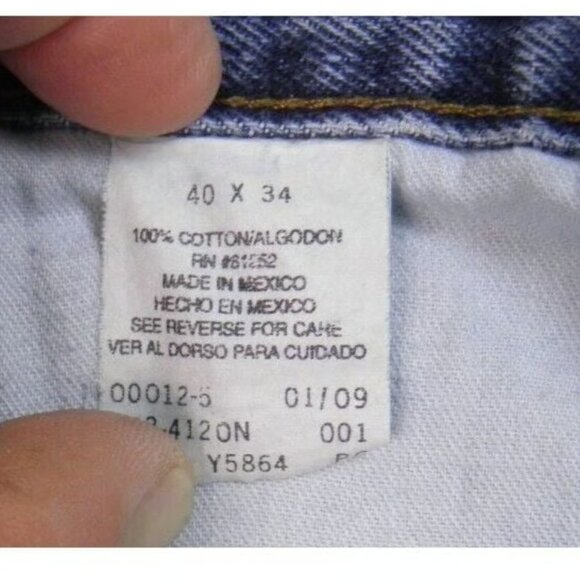 40 X 34
100% COTTON/ALGODON
RN
MADE IN MEXICO
HECHO EN MEXICO
SEE REVERSE FOR CARE
VER AL DORSO PARA CUIDADO
00012-5 01/09
-4120N 001
Y5864